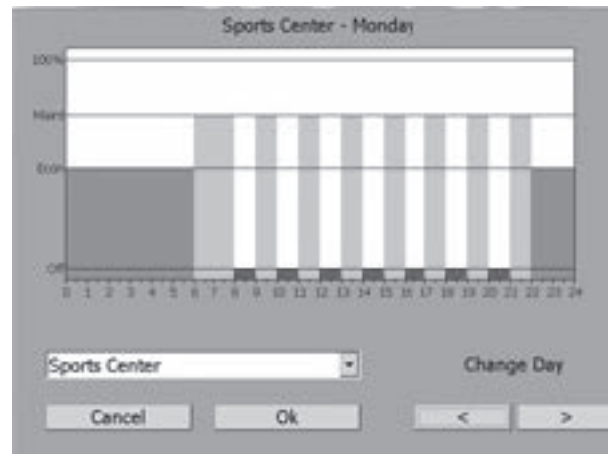 Sports Center - Monday
100%
Maint
Econ
Off
0 1 2 3 4 5 6 7 8 9 10 11 12 13 14 15 16 17 18 19 20 21 22 23 24
Sports Center
Change Day
Cancel Ok < >